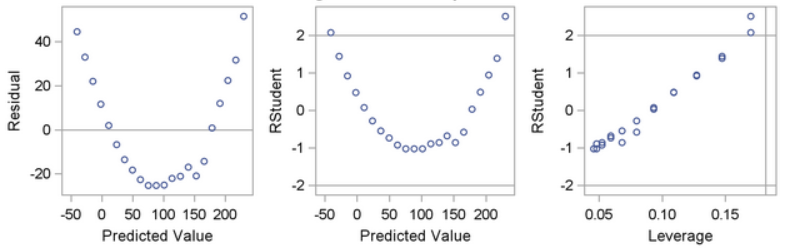 40
20
0
-20
-50 0 50 100 150 200
Predicted Value
Residual
2
1
0
-1
-2
-50 0 50 100 150 200
Predicted Value
RStudent
2
1
0
-1
-2
0.05 0.10 0.15
Leverage
RStudent